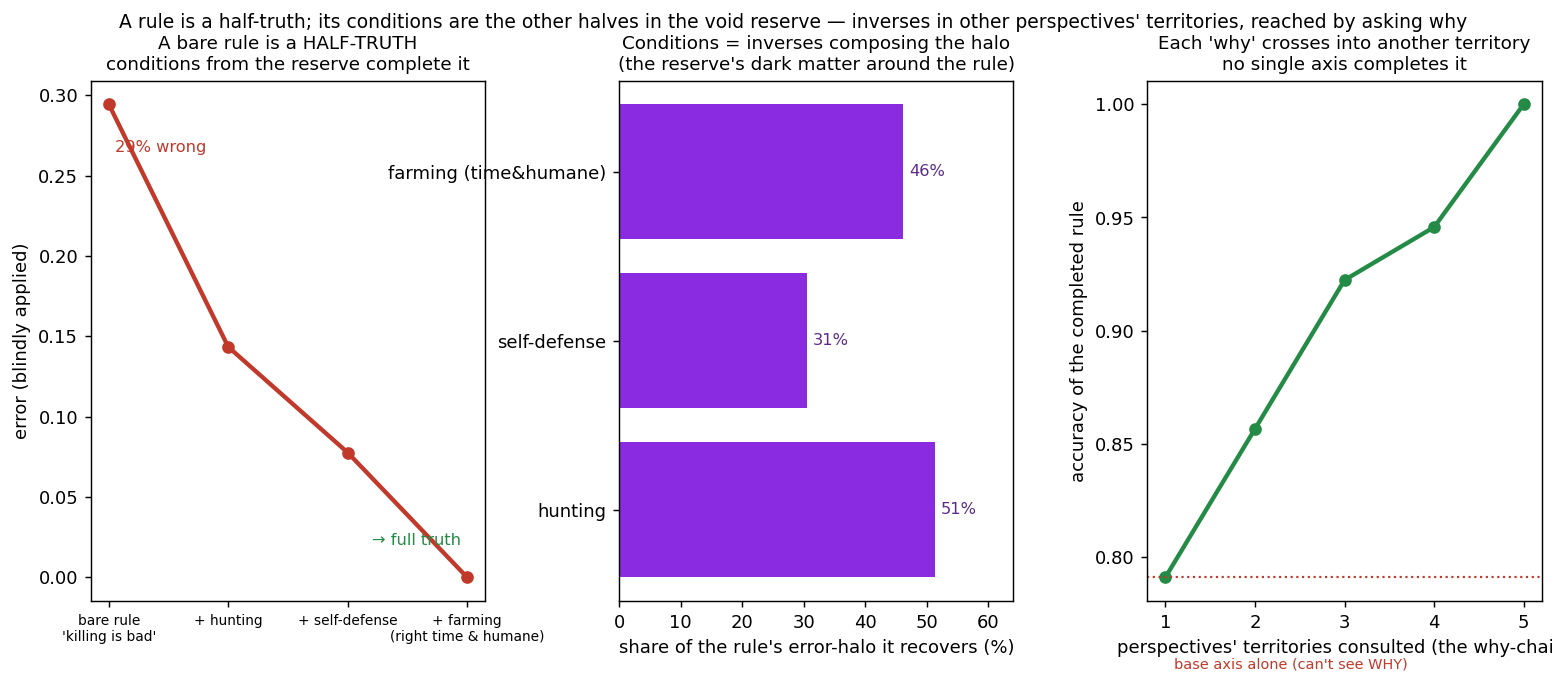 A rule is a half-truth; its conditions are the other halves in the void reserve — inverses in other perspectives' territories, reached by asking why
A bare rule is a HALF-TRUTH
conditions from the reserve complete it
error (blindly applied)
0.30
0.25
0.20
0.15
0.10
0.05
0.00
29% wrong
→ full truth
bare rule
'killing is bad'
+ hunting
+ self-defense
+ farming
(right time & humane)
Conditions = inverses composing the halo
(the reserve's dark matter around the rule)
farming (time&humane)
self-defense
hunting
46%
31%
51%
0 10 20 30 40 50 60
share of the rule's error-halo it recovers (%)
Each 'why' crosses into another territory
no single axis completes it
accuracy of the completed rule
1.00
0.95
0.90
0.85
0.80
1 2 3 4 5
perspectives' territories consulted (the why-chai
base axis alone (can't see WHY)